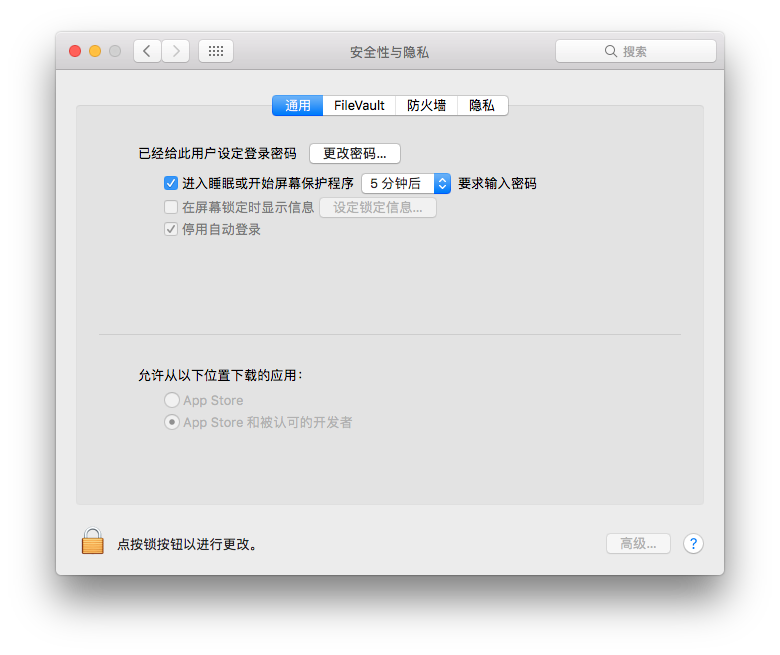 安全性与隐私
搜索
通用 FileVault 防火墙 隐私
已经给此用户设定登录密码 更改密码...
进入睡眠或开始屏幕保护程序 5 分钟后 要求输入密码
在屏幕锁定时显示信息 设定锁定信息...
停用自动登录
允许从以下位置下载的应用：
App Store
App Store 和被认可的开发者
点按锁按钮以进行更改。
高级... ?